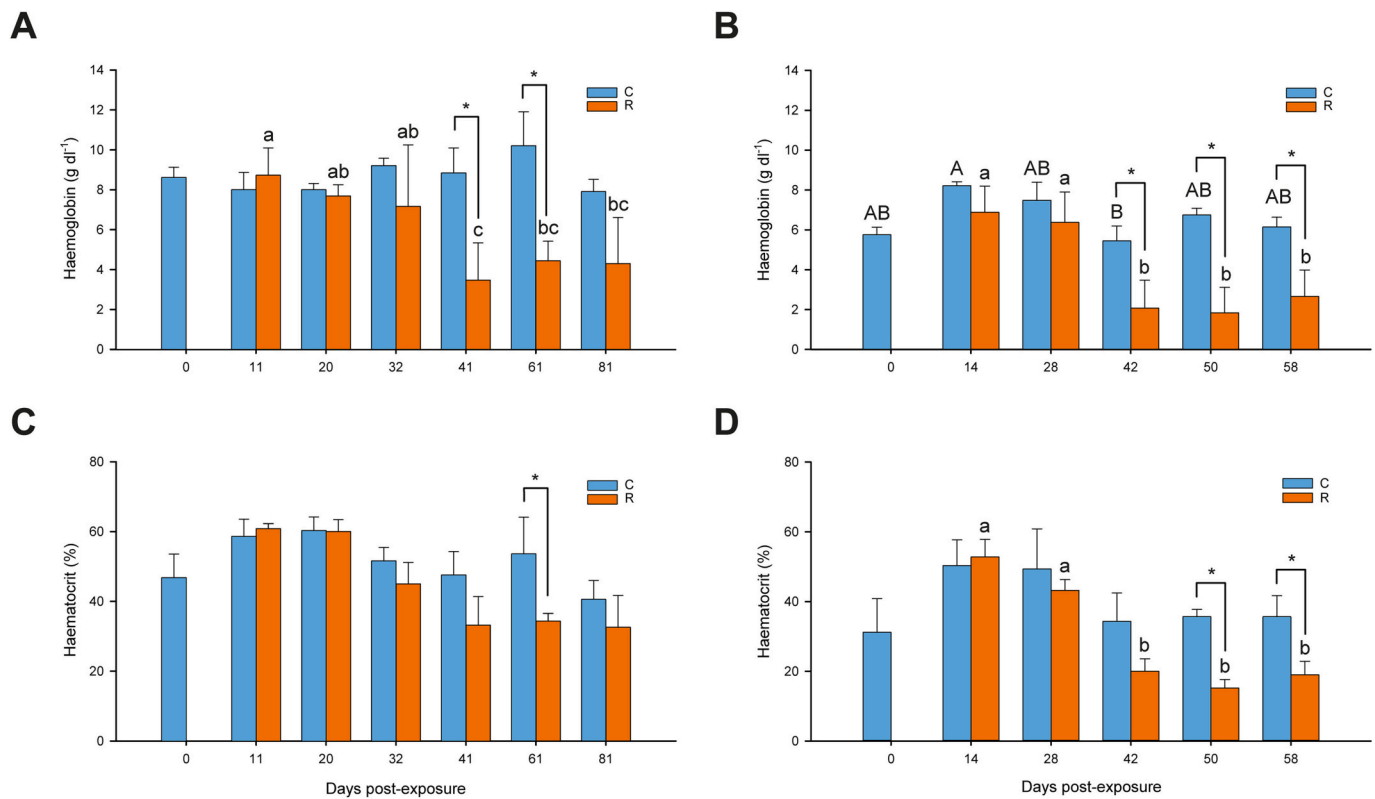 A
Haemoglobin (g dl⁻¹)
14
12
10
8
6
4
2
0
C
R
a
ab
ab
*
c
*
bc
bc
0 11 20 32 41 61 81
B
Haemoglobin (g dl⁻¹)
14
12
10
8
6
4
2
0
C
R
AB
A
a
AB
a
*
B
b
*
AB
b
*
AB
b
0 14 28 42 50 58
C
Haematocrit (%)
80
60
40
20
0
C
R
*
0 11 20 32 41 61 81
Days post-exposure
D
Haematocrit (%)
80
60
40
20
0
C
R
a
a
b
*
b
*
b
0 14 28 42 50 58
Days post-exposure